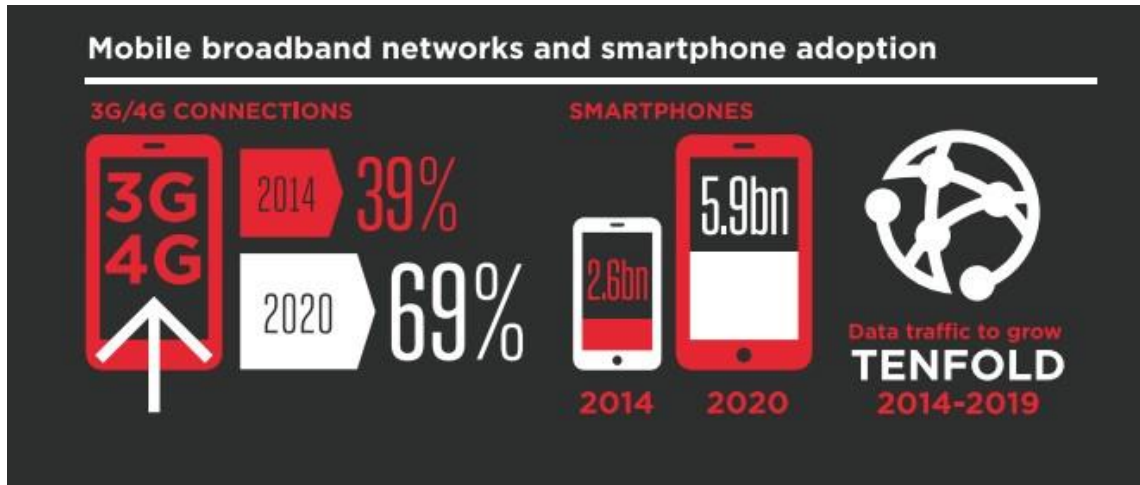 Mobile broadband networks and smartphone adoption
3G/4G CONNECTIONS
3G
4G
2014
39%
2020
69%
SMARTPHONES
2.6bn
2014
5.9bn
2020
Data traffic to grow
TENFOLD
2014-2019